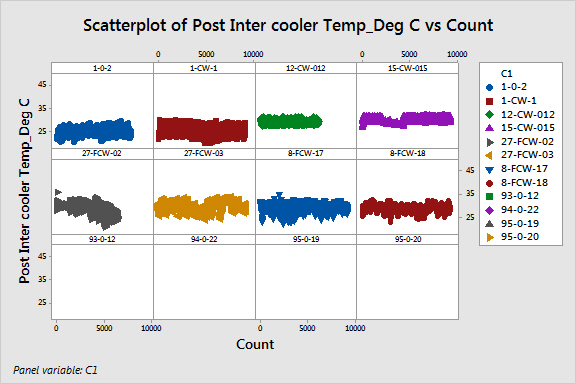 Scatterplot of Post Inter cooler Temp_Deg C vs Count
0 5000 10000 0 5000 10000
1-0-2 1-CW-1 12-CW-012 15-CW-015
45
35
25
27-FCW-02 27-FCW-03 8-FCW-17 8-FCW-18
45
35
25
93-0-12 94-0-22 95-0-19 95-0-20
45
35
25
0 5000 10000 0 5000 10000
Post Inter cooler Temp_Deg C
Count
C1
1-0-2
1-CW-1
12-CW-012
15-CW-015
27-FCW-02
27-FCW-03
8-FCW-17
8-FCW-18
93-0-12
94-0-22
95-0-19
95-0-20
Panel variable: C1